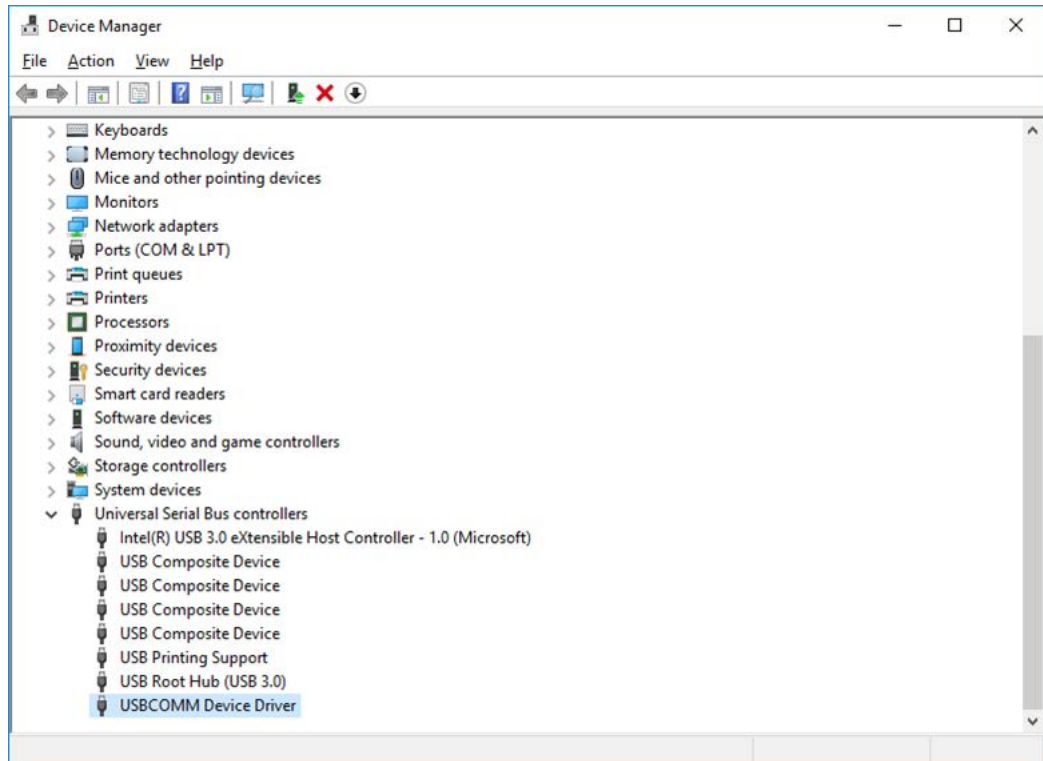 Device Manager
File Action View Help
Keyboards
Memory technology devices
Mice and other pointing devices
Monitors
Network adapters
Ports (COM & LPT)
Print queues
Printers
Processors
Proximity devices
Security devices
Smart card readers
Software devices
Sound, video and game controllers
Storage controllers
System devices
Universal Serial Bus controllers
Intel(R) USB 3.0 eXtensible Host Controller - 1.0 (Microsoft)
USB Composite Device
USB Composite Device
USB Composite Device
USB Composite Device
USB Printing Support
USB Root Hub (USB 3.0)
USBCOMM Device Driver